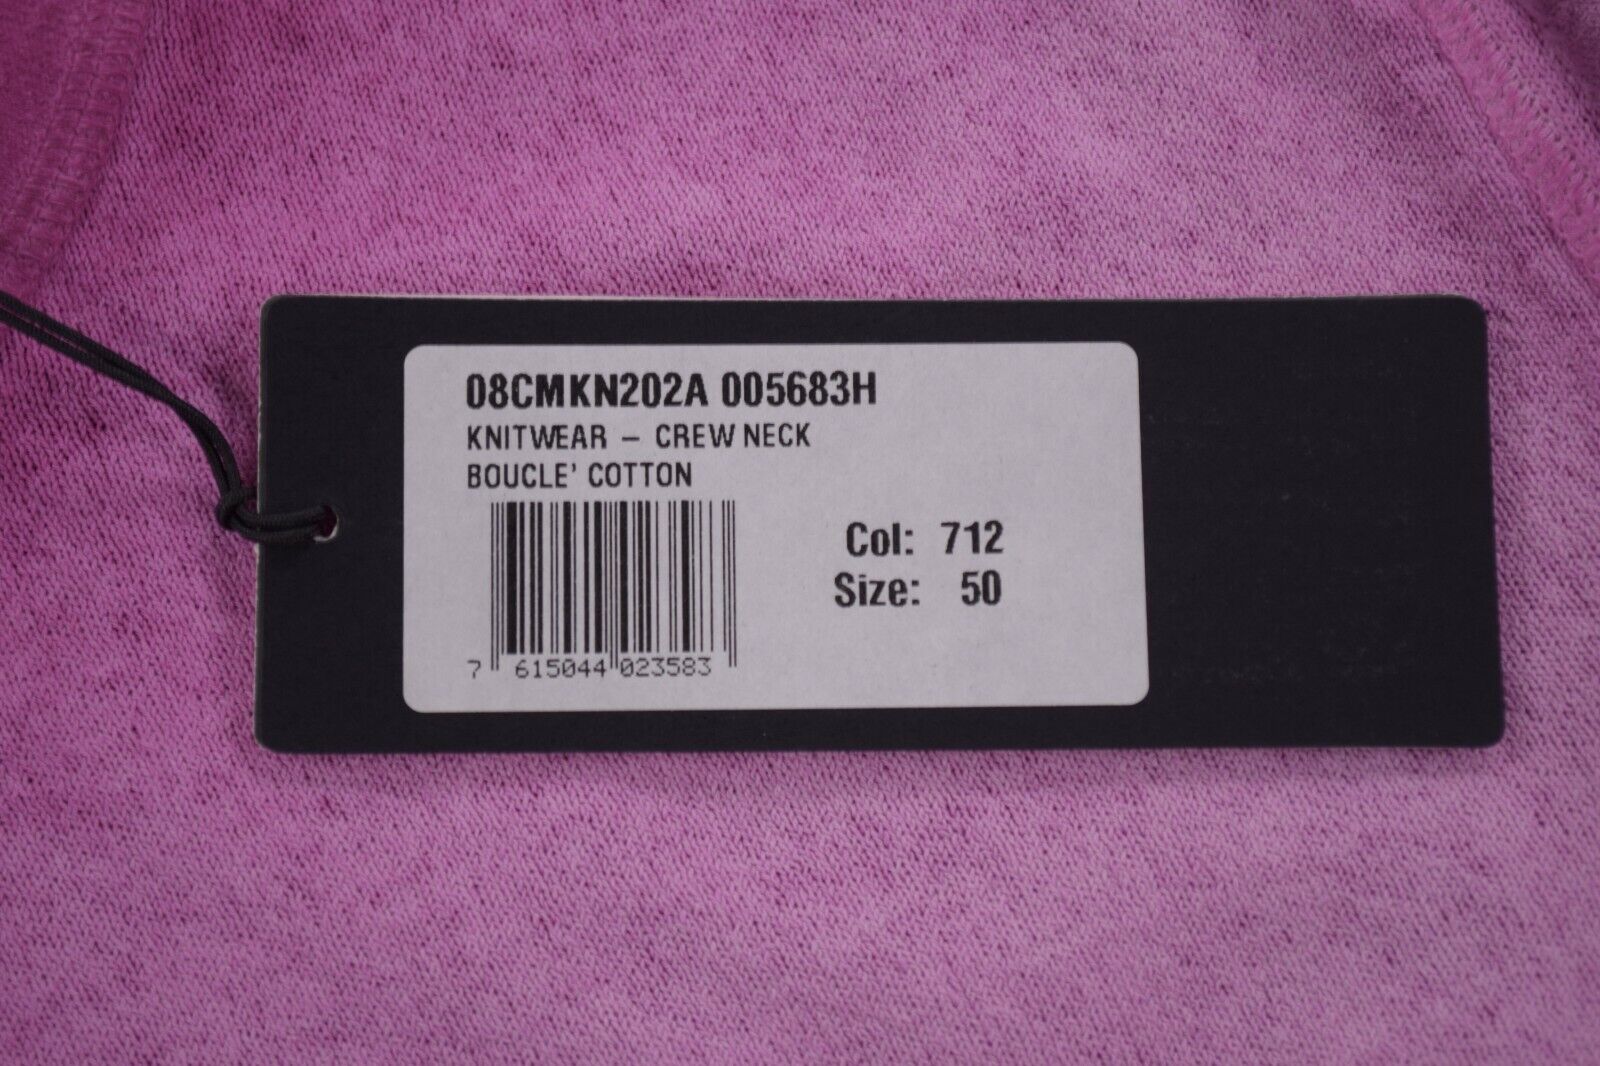 08CMKN202A 005683H
KNITWEAR – CREW NECK
BOUCLE' COTTON
Col: 712
Size: 50
7 615044 023583